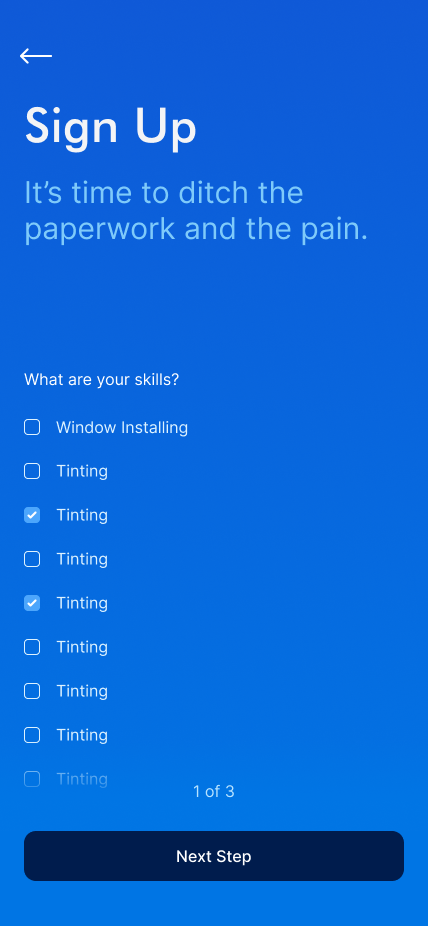 Sign Up
It’s time to ditch the
paperwork and the pain.
What are your skills?
Window Installing
Tinting
Tinting
Tinting
Tinting
Tinting
Tinting
Tinting
Tinting
1 of 3
Next Step